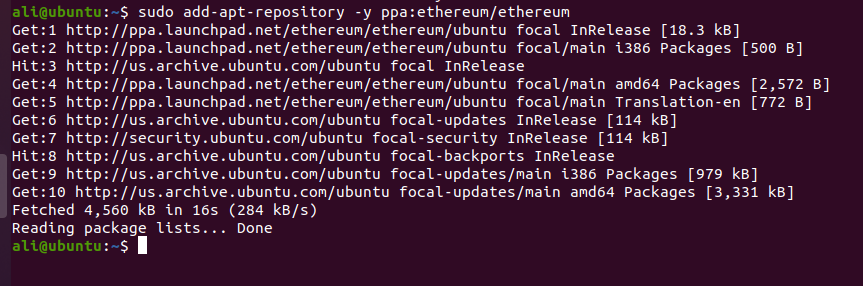 ali@ubuntu:~$ sudo add-apt-repository -y ppa:ethereum/ethereum
Get:1 http://ppa.launchpad.net/ethereum/ethereum/ubuntu focal InRelease [18.3 kB]
Get:2 http://ppa.launchpad.net/ethereum/ethereum/ubuntu focal/main i386 Packages [500 B]
Hit:3 http://us.archive.ubuntu.com/ubuntu focal InRelease
Get:4 http://ppa.launchpad.net/ethereum/ethereum/ubuntu focal/main amd64 Packages [2,572 B]
Get:5 http://ppa.launchpad.net/ethereum/ethereum/ubuntu focal/main Translation-en [772 B]
Get:6 http://us.archive.ubuntu.com/ubuntu focal-updates InRelease [114 kB]
Get:7 http://security.ubuntu.com/ubuntu focal-security InRelease [114 kB]
Hit:8 http://us.archive.ubuntu.com/ubuntu focal-backports InRelease
Get:9 http://us.archive.ubuntu.com/ubuntu focal-updates/main i386 Packages [979 kB]
Get:10 http://us.archive.ubuntu.com/ubuntu focal-updates/main amd64 Packages [3,331 kB]
Fetched 4,560 kB in 16s (284 kB/s)
Reading package lists... Done
ali@ubuntu:~$